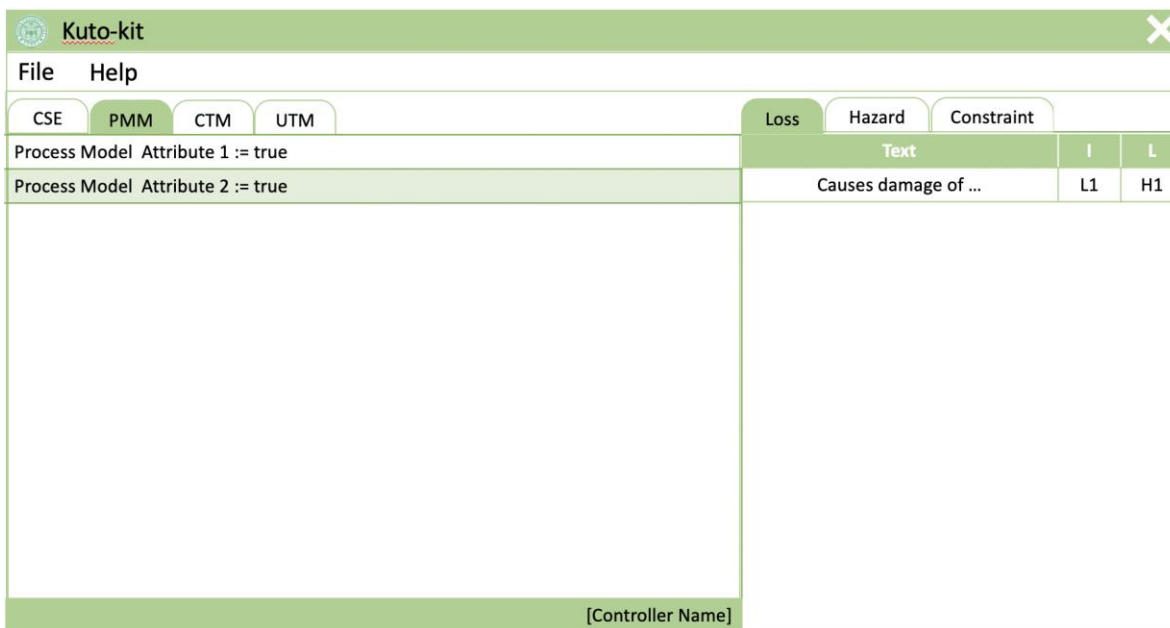 Kuto-kit
File Help
CSE PMM CTM UTM
Process Model Attribute 1 := true
Process Model Attribute 2 := true
[Controller Name]
Loss Hazard Constraint
Text I L
Causes damage of ... L1 H1